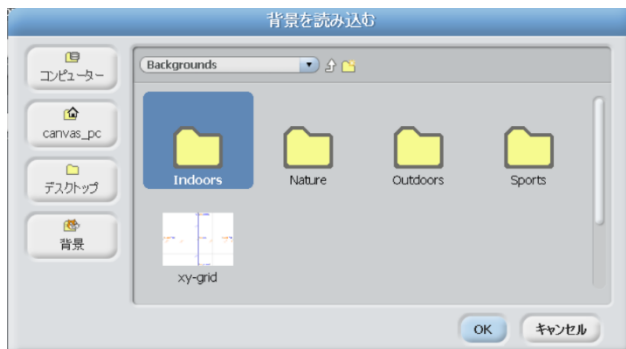 背景を読み込む
コンピューター
canvas_pc
デスクトップ
背景
Backgrounds
Indoors
Nature
Outdoors
Sports
xy-grid
OK
キャンセル